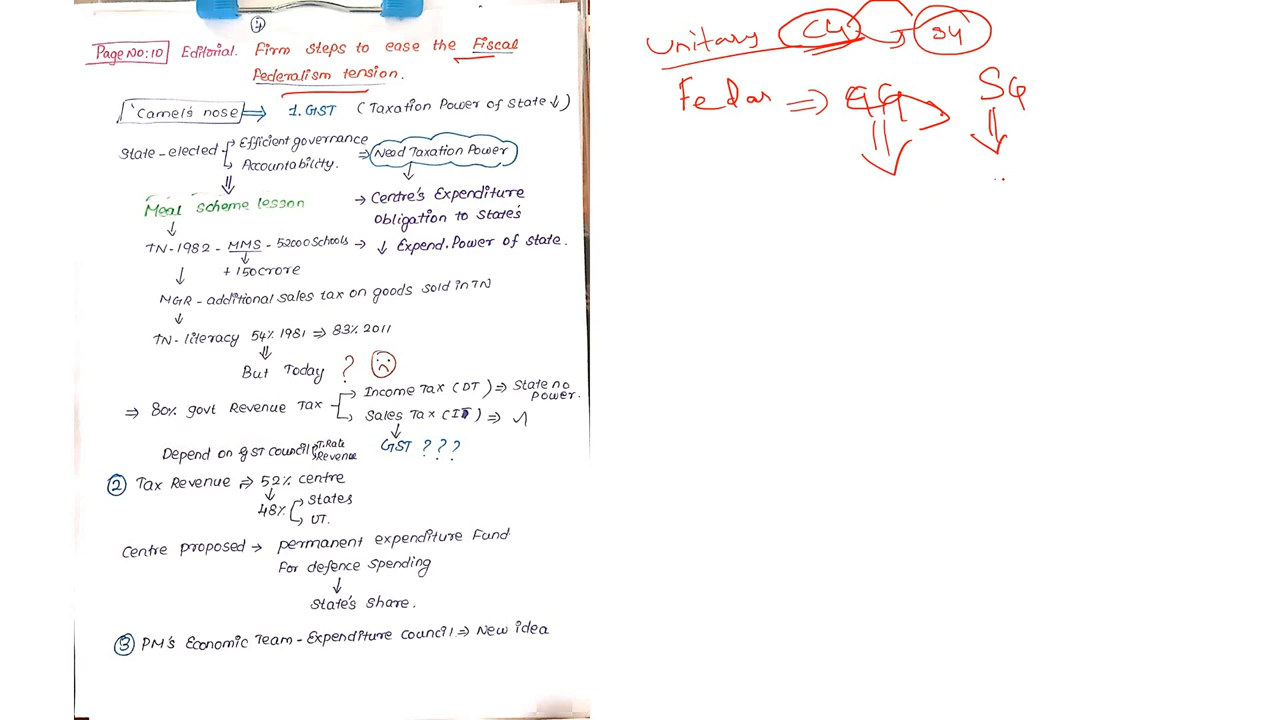 4
Page No:10 Editorial. Firm steps to ease the Fiscal
Federalism tension.
'Camel's nose' ⇒ 1. GST (Taxation Power of State ↓)
State-elected Efficient governance
Accountability. ⇒ Need Taxation Power
Meal scheme lesson
→ Centre's Expenditure
obligation to State's
TN-1982 - MMS - 52000 Schools → ↓ Expend. Power of state.
+150 crore
MGR - additional sales tax on goods sold in TN
TN-literacy 54% 1981 ⇒ 83% 2011
But Today ?
⇒ 80% govt Revenue Tax → Income Tax (DT) ⇒ State no power.
→ Sales Tax (IT) ⇒
GST ???
Depend on GST council T.Rate
Revenue
2 Tax Revenue ⇒ 52% centre
48% → States
→ UT.
Centre proposed → permanent expenditure Fund
For defence spending
↓
State's share.
3 PM'S Economic Team - Expenditure Council ⇒ New idea
Unitary CG SG
Fedar ⇒ CG SG